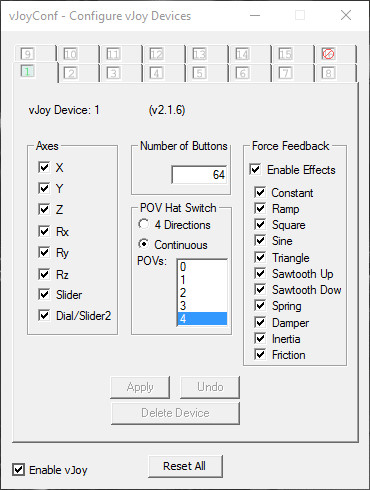 vJoyConf - Configure vJoy Devices
9 10 11 12 13 14 15
1 2 3 4 5 6 7 8
vJoy Device: 1 (v2.1.6)
Axes
X
Y
Z
Rx
Ry
Rz
Slider
Dial/Slider2
Number of Buttons
64
POV Hat Switch
4 Directions
Continuous
POVs:
0
1
2
3
4
Force Feedback
Enable Effects
Constant
Ramp
Square
Sine
Triangle
Sawtooth Up
Sawtooth Dow
Spring
Damper
Inertia
Friction
Apply Undo
Delete Device
Enable vJoy
Reset All